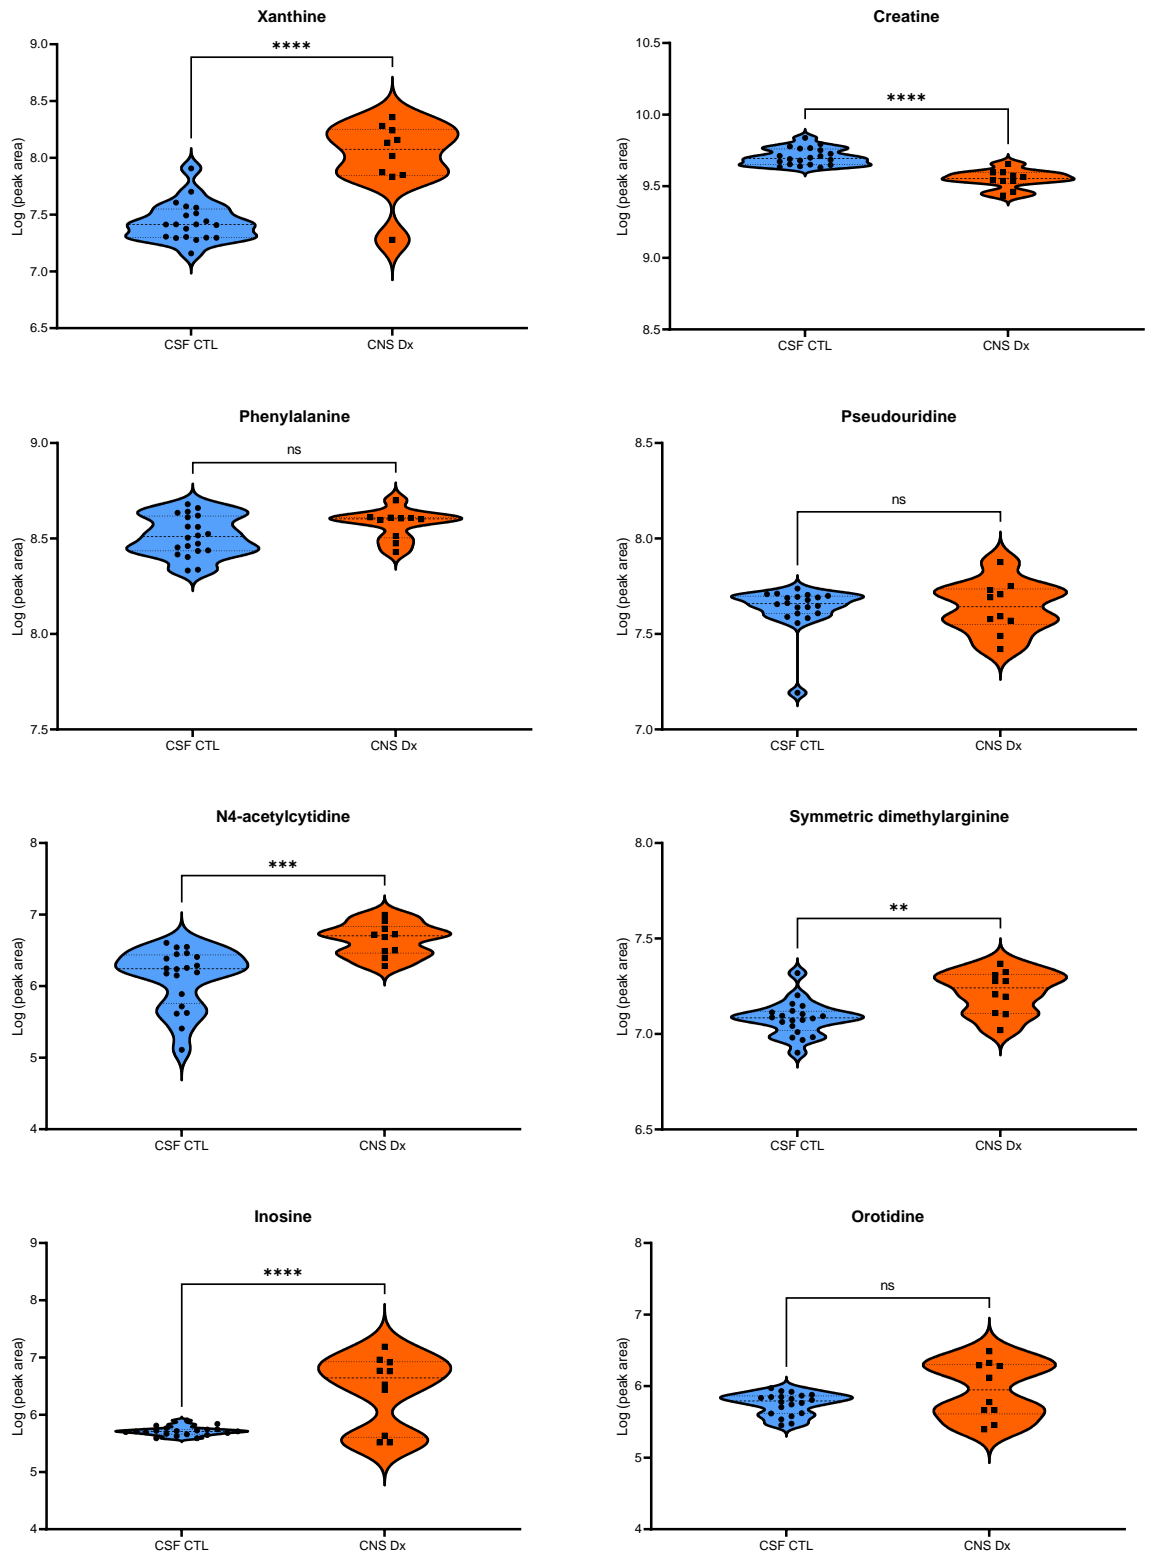 Xanthine
9.0
8.5
8.0
7.5
7.0
6.5
Log (peak area)
****
CSF CTL
CNS Dx
Creatine
10.5
10.0
9.5
9.0
8.5
Log (peak area)
****
CSF CTL
CNS Dx
Phenylalanine
9.0
8.5
8.0
7.5
Log (peak area)
ns
CSF CTL
CNS Dx
Pseudouridine
8.5
8.0
7.5
7.0
Log (peak area)
ns
CSF CTL
CNS Dx
N4-acetylcytidine
8
7
6
5
4
Log (peak area)
***
CSF CTL
CNS Dx
Symmetric dimethylarginine
8.0
7.5
7.0
6.5
Log (peak area)
**
CSF CTL
CNS Dx
Inosine
9
8
7
6
5
4
Log (peak area)
****
CSF CTL
CNS Dx
Orotidine
8
7
6
5
4
Log (peak area)
ns
CSF CTL
CNS Dx